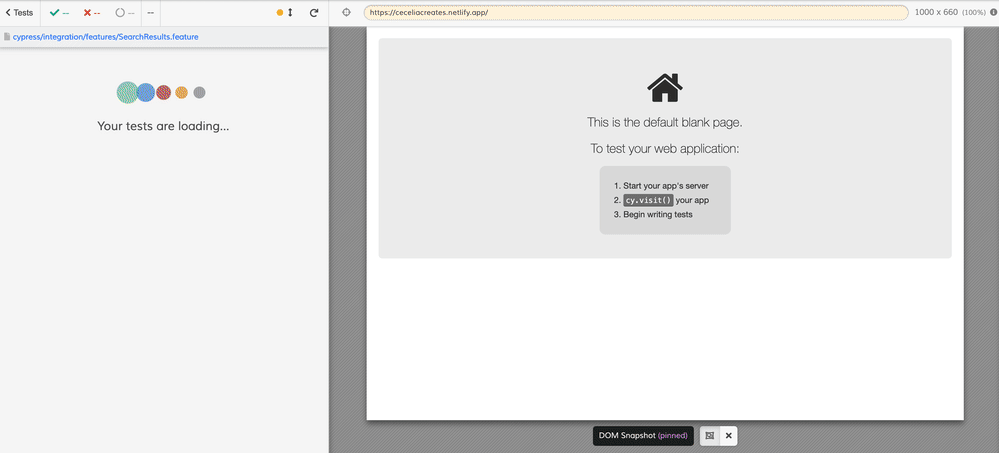 Tests -- -- -- --
https://ceceliacreates.netlify.app/
1000 x 660 (100%)
cypress/integration/features/SearchResults.feature
Your tests are loading...
This is the default blank page.
To test your web application:
1. Start your app's server
2. cy.visit() your app
3. Begin writing tests
DOM Snapshot (pinned)